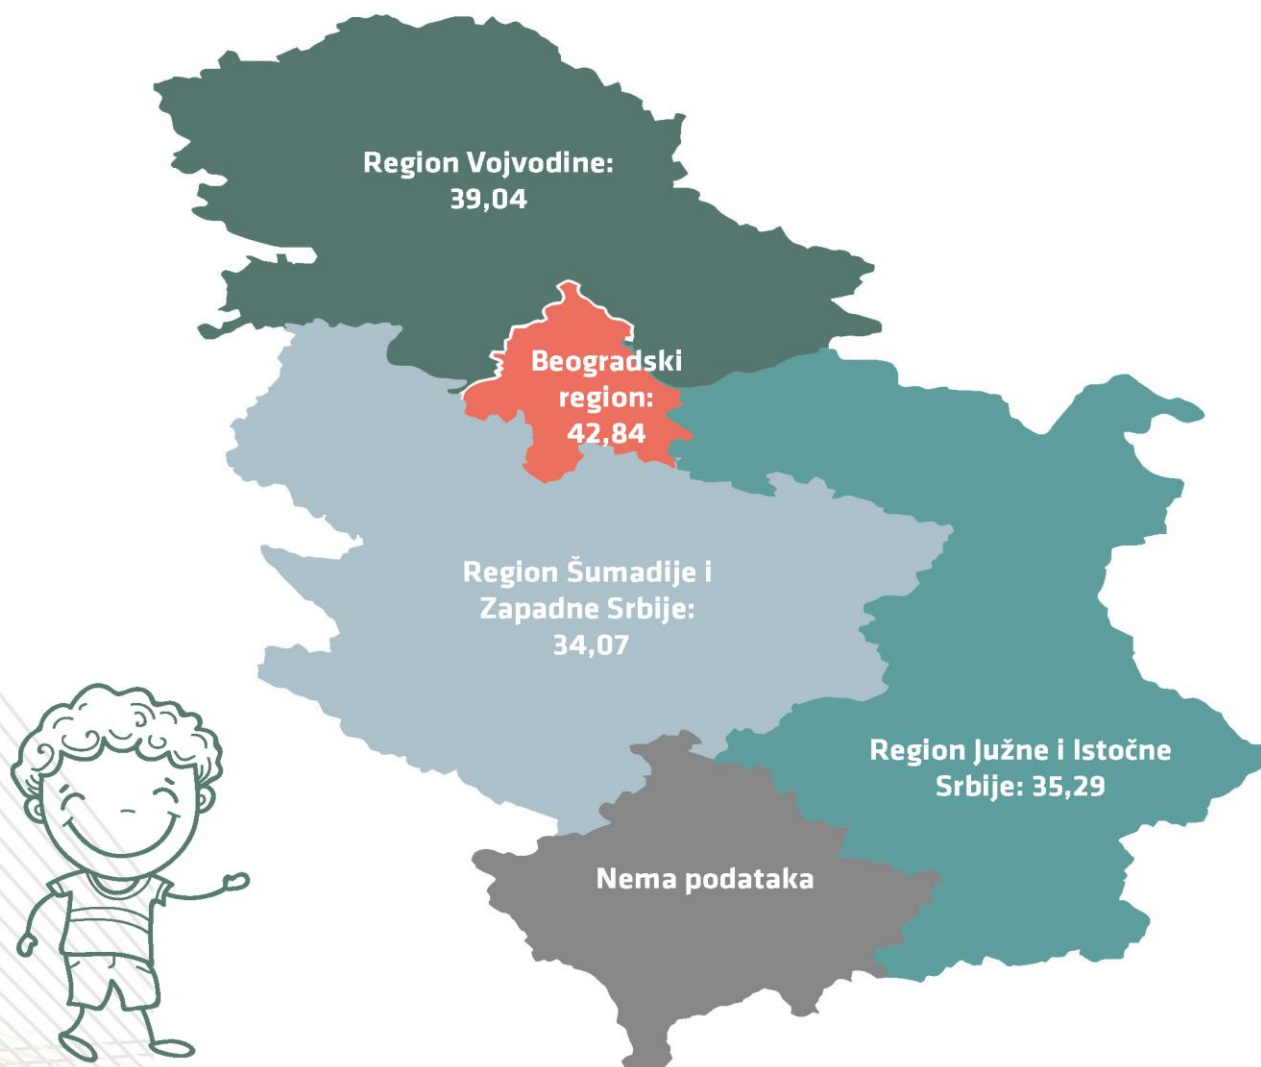 Region Vojvodine:
39,04
Beogradski
region:
42,84
Region Šumadije i
Zapadne Srbije:
34,07
Region Južne i Istočne
Srbije: 35,29
Nema podataka